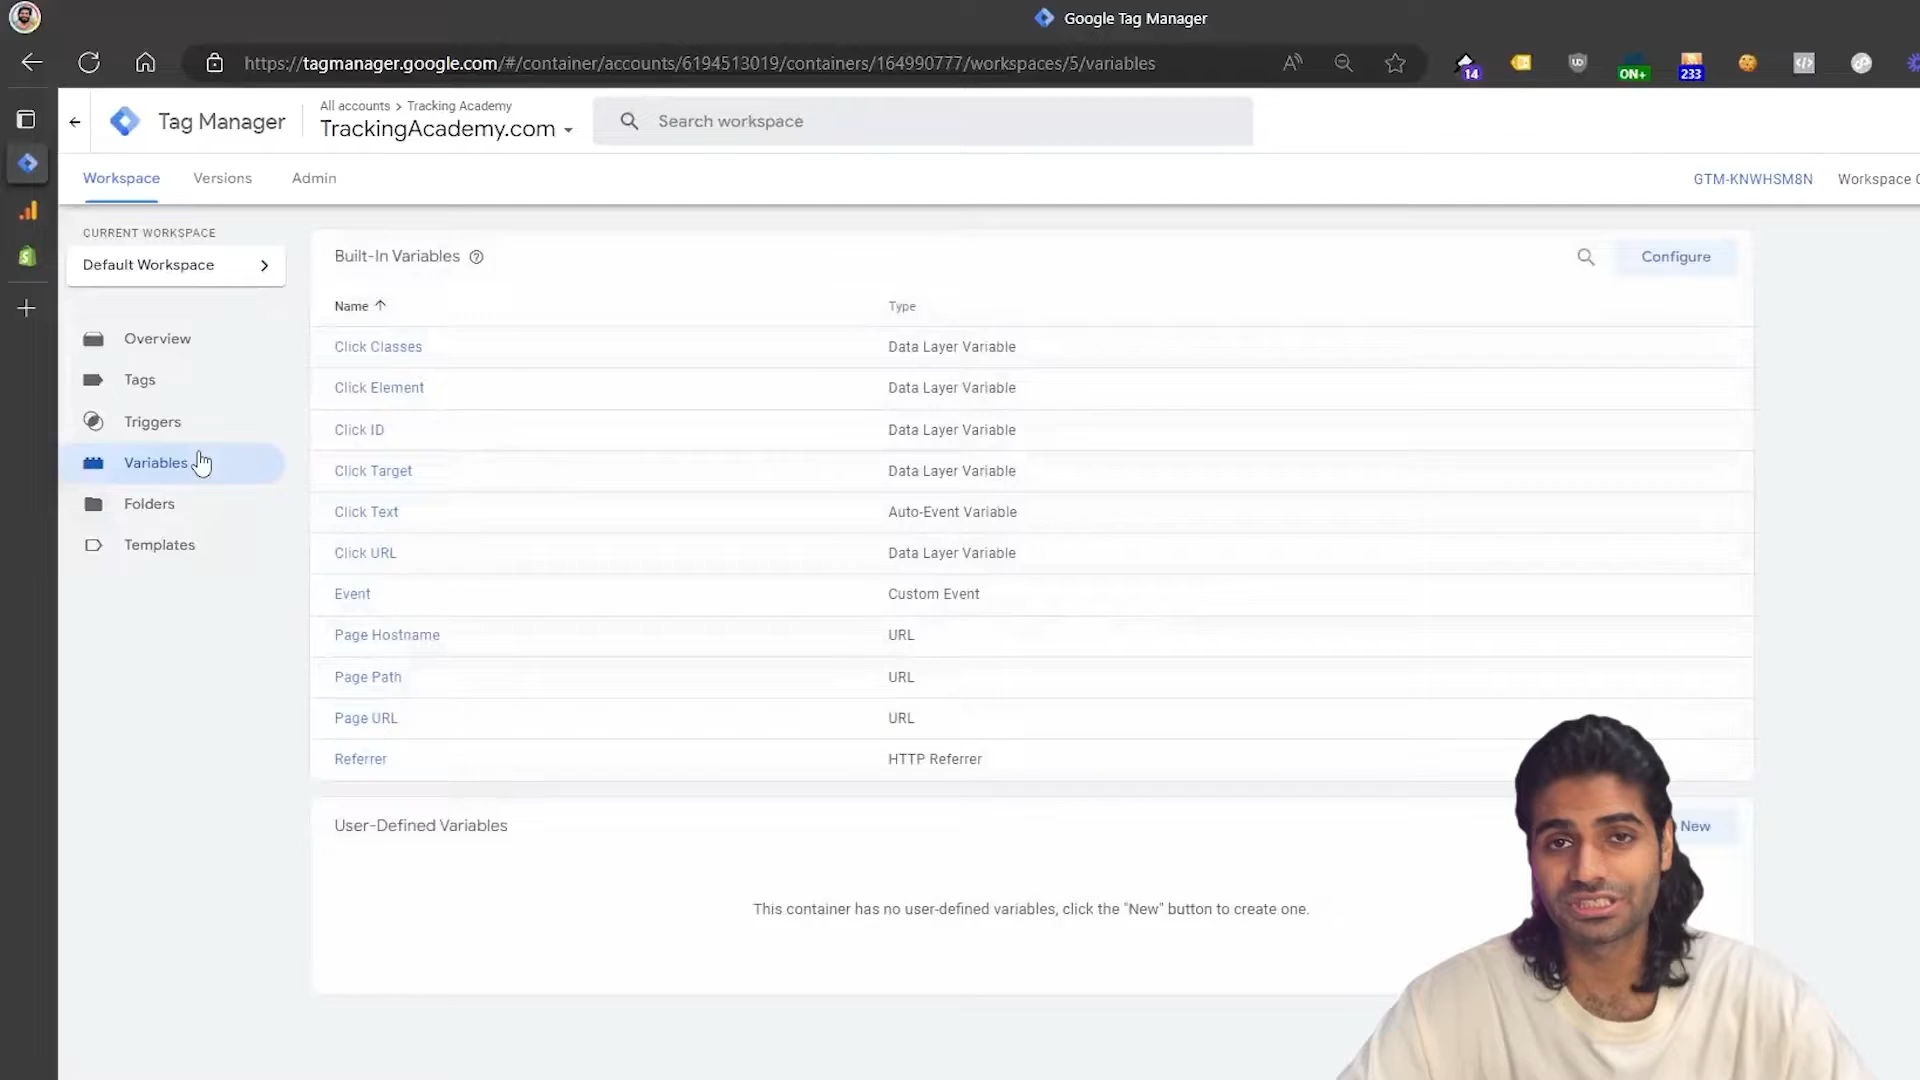 Google Tag Manager
https://tagmanager.google.com/#/container/accounts/6194513019/containers/164990777/workspaces/5/variables
14
ON+
233
Tag Manager
All accounts > Tracking Academy
TrackingAcademy.com
Search workspace
Workspace
Versions
Admin
GTM-KNWHSM8N
Workspace C
CURRENT WORKSPACE
Default Workspace
Overview
Tags
Triggers
Variables
Folders
Templates
Built-In Variables
Configure
Name
Type
Click Classes
Data Layer Variable
Click Element
Data Layer Variable
Click ID
Data Layer Variable
Click Target
Data Layer Variable
Click Text
Auto-Event Variable
Click URL
Data Layer Variable
Event
Custom Event
Page Hostname
URL
Page Path
URL
Page URL
URL
Referrer
HTTP Referrer
User-Defined Variables
New
This container has no user-defined variables, click the "New" button to create one.